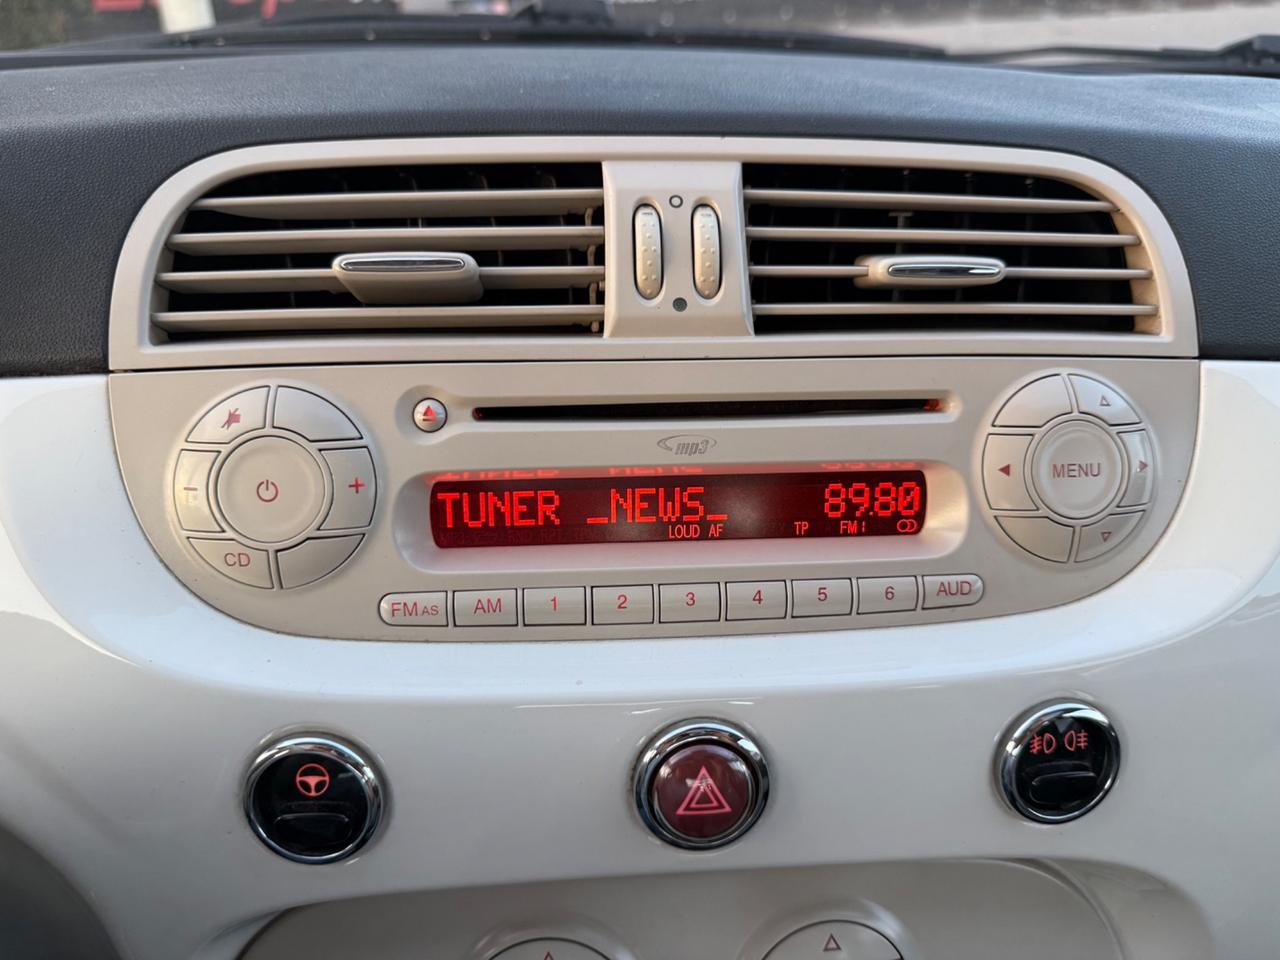 mp3
TUNER _NEWS_ 89.80
LOUD AF TP FM1
MENU
CD
FM AS AM 1 2 3 4 5 6 AUD